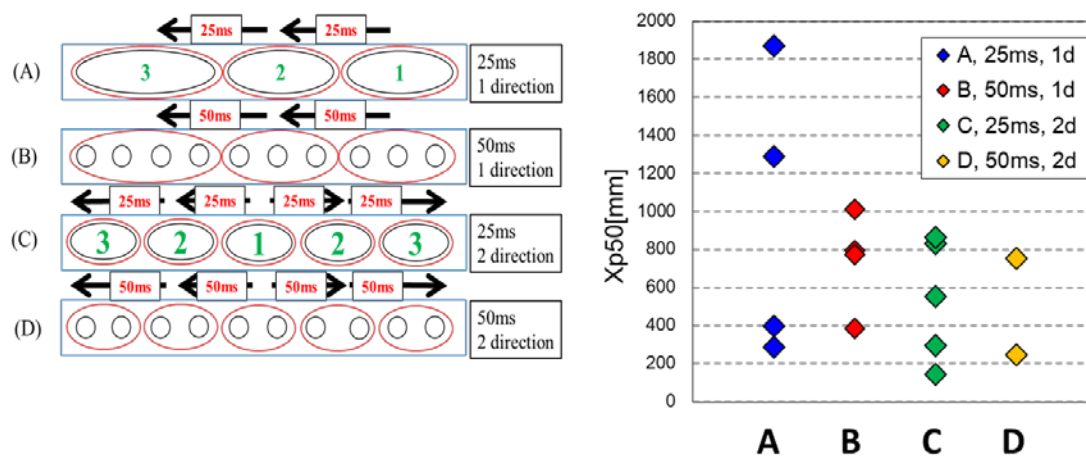 25ms 25ms
(A) 3 2 1 25ms
1 direction
50ms 50ms
(B) 50ms
1 direction
25ms 25ms 25ms 25ms
(C) 3 2 1 2 3 25ms
2 direction
50ms 50ms 50ms 50ms
(D) 50ms
2 direction
Xp50[mm]
2000
1800
1600
1400
1200
1000
800
600
400
200
0
A, 25ms, 1d
B, 50ms, 1d
C, 25ms, 2d
D, 50ms, 2d
A B C D